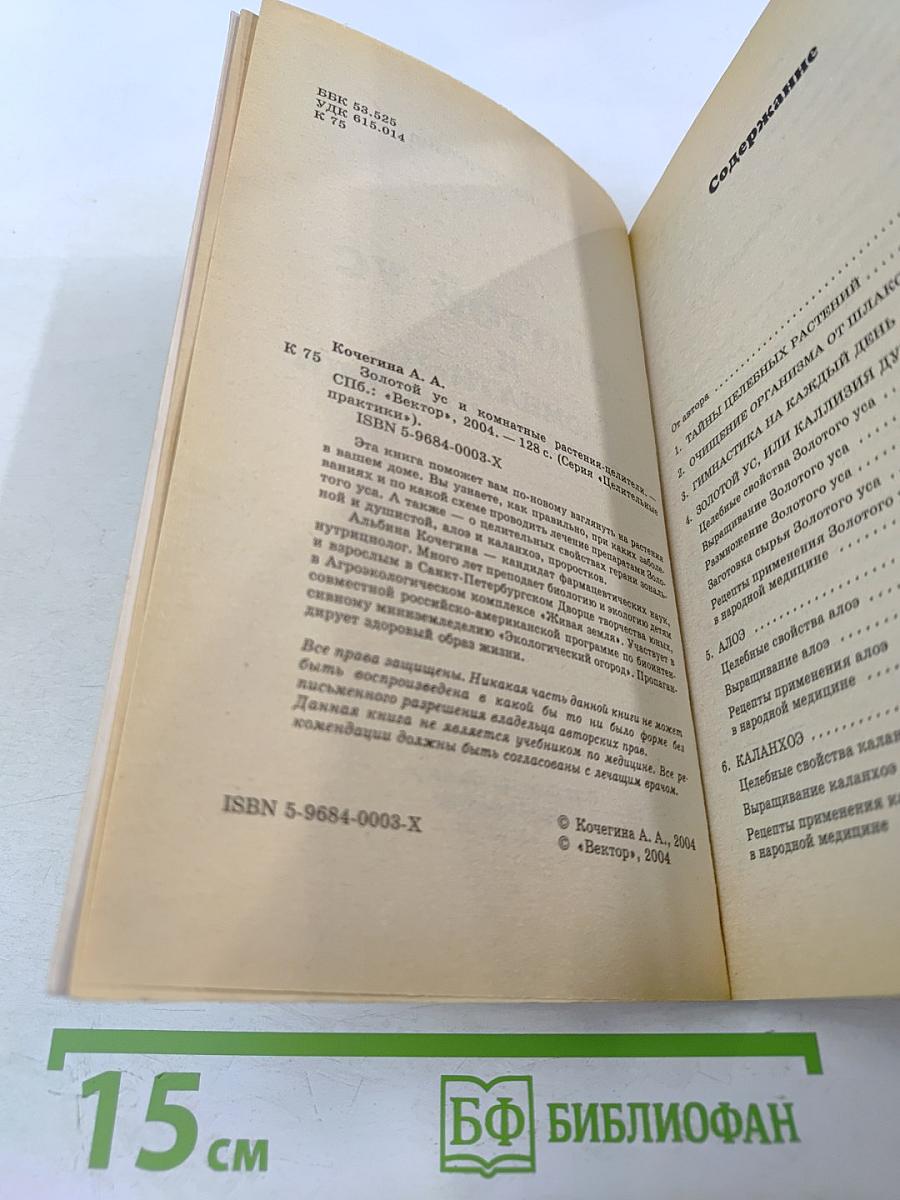 ББК 53.525
УДК 615.014
К 75
Кочегина А. А.
К 75
Золотой ус и комнатные растения-целители. —
СПб.: «Вектор», 2004. — 128 с. (Серия «Целительные
практики»).
ISBN 5-9684-0003-X
Эта книга поможет вам по-новому взглянуть на растения
в вашем доме. Вы узнаете, как правильно, при каких заболе-
ваниях и по какой схеме проводить лечение препаратами Золо-
того уса. А также — о целительных свойствах герани зональ-
ной и душистой, алоэ и каланхоэ, проростков.
Альбина Кочегина — кандидат фармацевтических наук,
нутрициолог. Много лет преподает биологию и экологию детям
и взрослым в Санкт-Петербургском Дворце творчества юных,
в Агроэкологическом комплексе «Живая земля». Участвует в
совместной российско-американской программе по биоинтен-
сивному миниземледелию «Экологический огород». Пропаган-
дирует здоровый образ жизни.
Все права защищены. Никакая часть данной книги не может
быть воспроизведена в какой бы то ни было форме без
письменного разрешения владельца авторских прав.
Данная книга не является учебником по медицине. Все ре-
комендации должны быть согласованы с лечащим врачом.
ISBN 5-9684-0003-X
© Кочегина А. А., 2004
© «Вектор», 2004
Содержание
От автора
1. ТАЙНЫ ЦЕЛЕБНЫХ РАСТЕНИЙ
2. ОЧИЩЕНИЕ ОРГАНИЗМА ОТ ШЛАКО
3. ГИМНАСТИКА НА КАЖДЫЙ ДЕНЬ
4. ЗОЛОТОЙ УС, ИЛИ КАЛЛИЗИЯ ДУ
Целебные свойства Золотого уса
Выращивание Золотого уса
Размножение Золотого уса
Заготовка сырья Золотого уса
Рецепты применения Золотого
в народной медицине
5. АЛОЭ
Целебные свойства алоэ
Выращивание алоэ
Рецепты применения алоэ
в народной медицине
6. КАЛАНХОЭ
Целебные свойства калан
Выращивание каланхоэ
Рецепты применения ка
в народной медицине
15 см
БФ БИБЛИОФАН